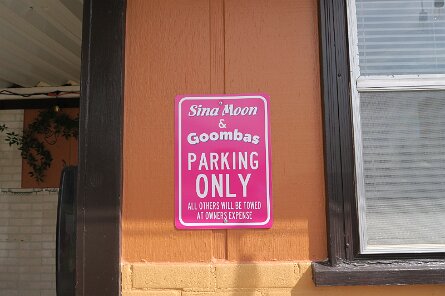 Sina Moon
&
Goombas
PARKING
ONLY
ALL OTHERS WILL BE TOWED
AT OWNERS EXPENSE